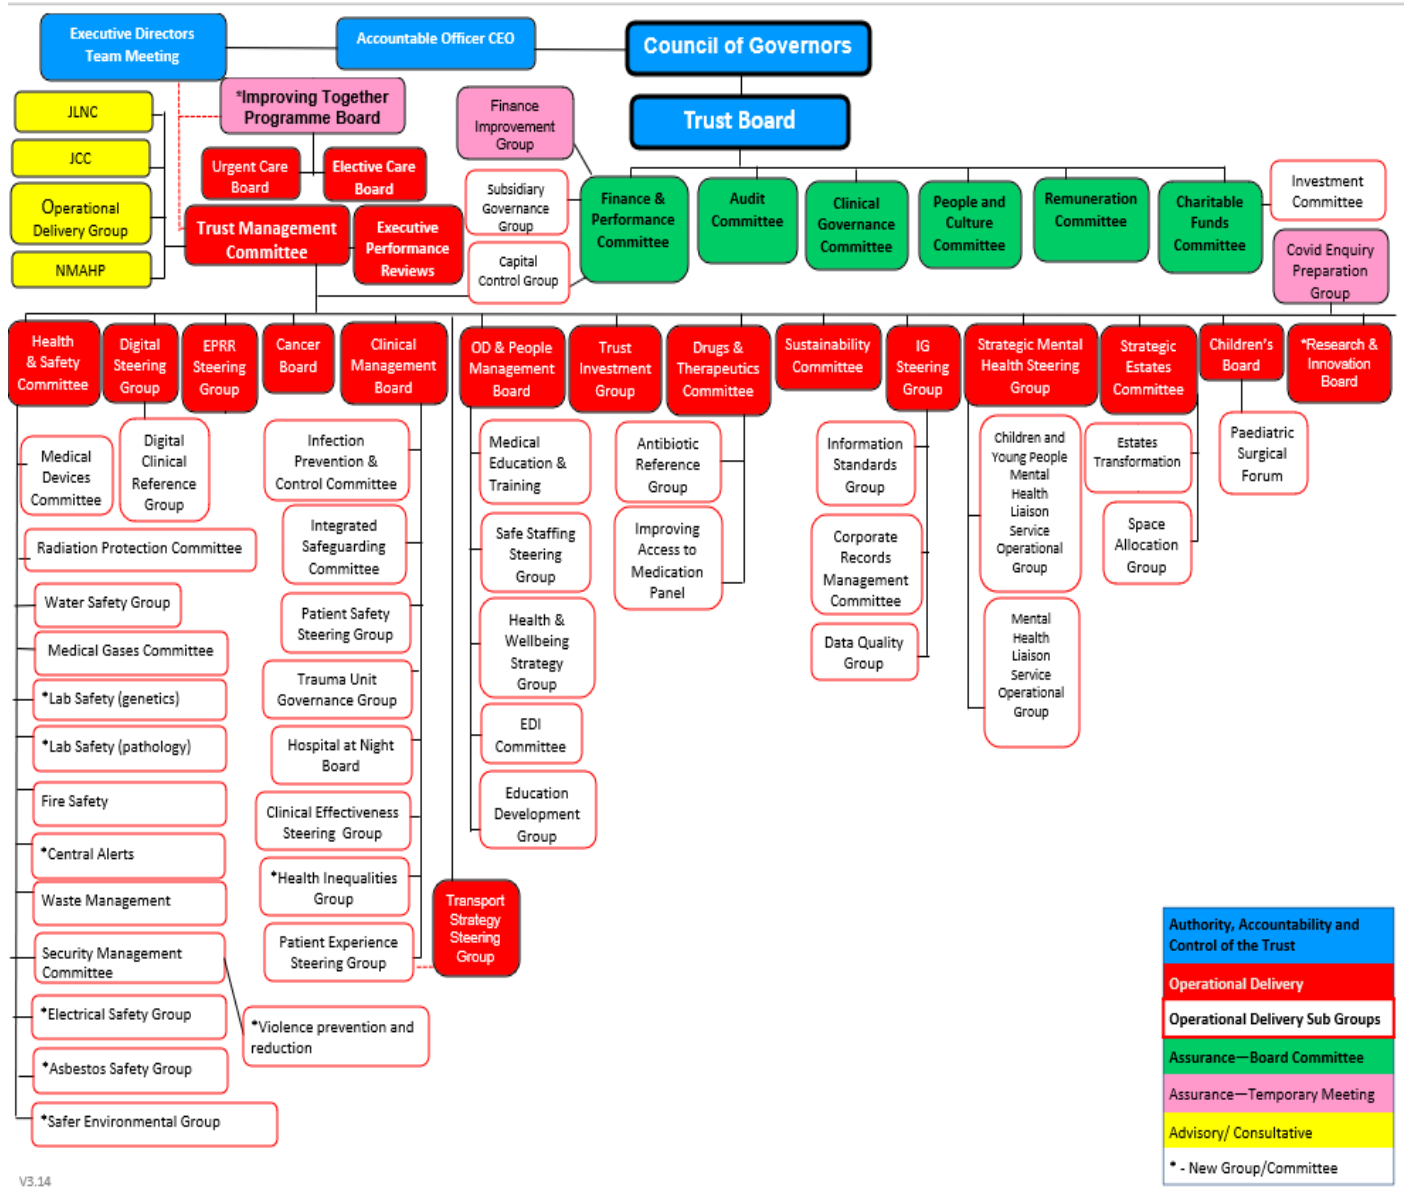 Executive Directors
Team Meeting
Accountable Officer CEO
Council of Governors
Trust Board
*Improving Together
Programme Board
Urgent Care
Board
Elective Care
Board
Trust Management
Committee
Executive
Performance
Reviews
JLNC
JCC
Operational
Delivery Group
NMAHP
Finance
Improvement
Group
Subsidiary
Governance
Group
Capital
Control Group
Finance &
Performance
Committee
Audit
Committee
Clinical
Governance
Committee
People and
Culture
Committee
Remuneration
Committee
Charitable
Funds
Committee
Investment
Committee
Covid Enquiry
Preparation
Group
Health
& Safety
Committee
Digital
Steering
Group
EPRR
Steering
Group
Cancer
Board
Clinical
Management
Board
OD & People
Management
Board
Trust
Investment
Group
Drugs &
Therapeutics
Committee
Sustainability
Committee
IG
Steering
Group
Strategic Mental
Health Steering
Group
Strategic
Estates
Committee
Children's
Board
*Research &
Innovation
Board
Medical
Devices
Committee
Radiation Protection Committee
Water Safety Group
Medical Gases Committee
*Lab Safety (genetics)
*Lab Safety (pathology)
Fire Safety
*Central Alerts
Waste Management
Security Management
Committee
*Electrical Safety Group
*Asbestos Safety Group
*Safer Environmental Group
*Violence prevention and
reduction
Digital
Clinical
Reference
Group
Infection
Prevention &
Control Committee
Integrated
Safeguarding
Committee
Patient Safety
Steering Group
Trauma Unit
Governance Group
Hospital at Night
Board
Clinical Effectiveness
Steering Group
*Health Inequalities
Group
Patient Experience
Steering Group
Transport
Strategy
Steering
Group
Medical
Education &
Training
Safe Staffing
Steering
Group
Health &
Wellbeing
Strategy
Group
EDI
Committee
Education
Development
Group
Antibiotic
Reference
Group
Improving
Access to
Medication
Panel
Information
Standards
Group
Corporate
Records
Management
Committee
Data Quality
Group
Children and
Young People
Mental
Health
Liaison
Service
Operational
Group
Mental
Health
Liaison
Service
Operational
Group
Estates
Transformation
Space
Allocation
Group
Paediatric
Surgical
Forum
Authority, Accountability and
Control of the Trust
Operational Delivery
Operational Delivery Sub Groups
Assurance—Board Committee
Assurance—Temporary Meeting
Advisory/ Consultative
* - New Group/Committee
V3.14